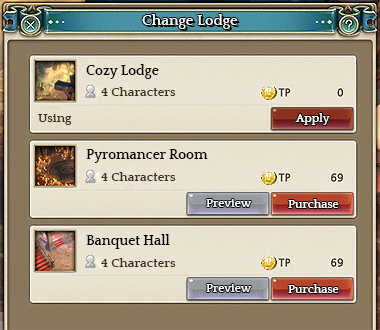 Change Lodge
Cozy Lodge
4 Characters TP 0
Using Apply
Pyromancer Room
4 Characters TP 69
Preview Purchase
Banquet Hall
4 Characters TP 69
Preview Purchase